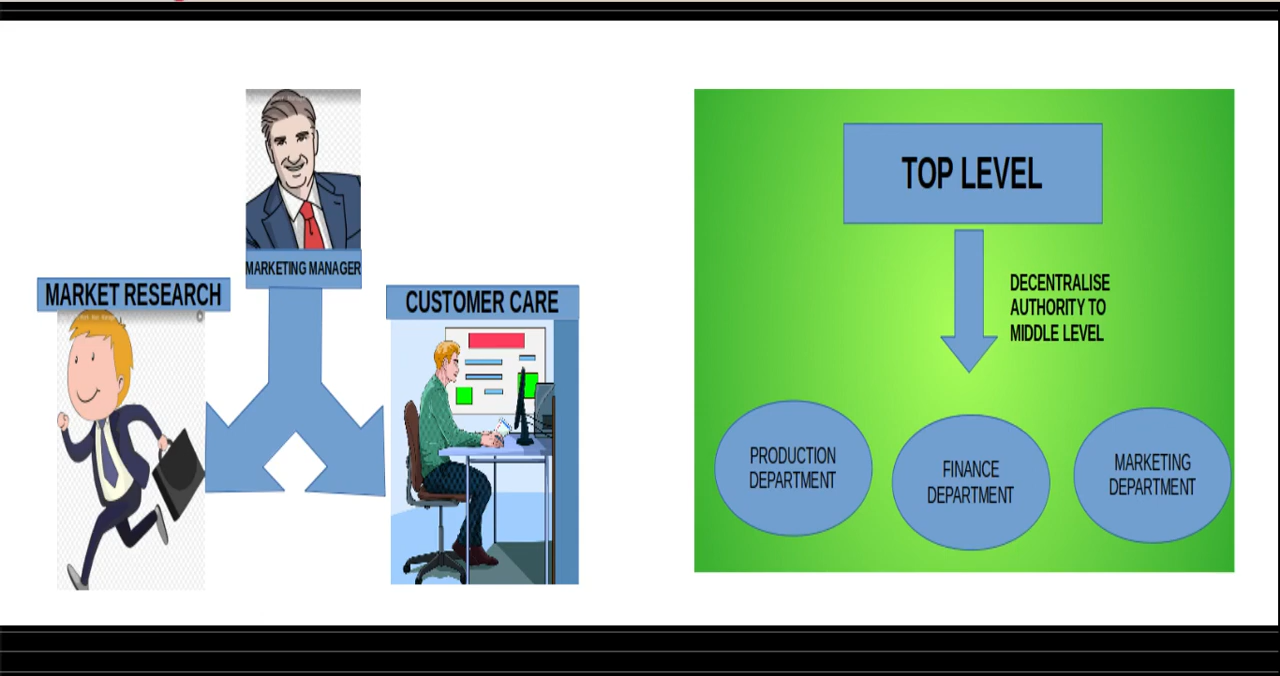 MARKETING MANAGER
MARKET RESEARCH
CUSTOMER CARE
TOP LEVEL
DECENTRALISE
AUTHORITY TO
MIDDLE LEVEL
PRODUCTION
DEPARTMENT
FINANCE
DEPARTMENT
MARKETING
DEPARTMENT